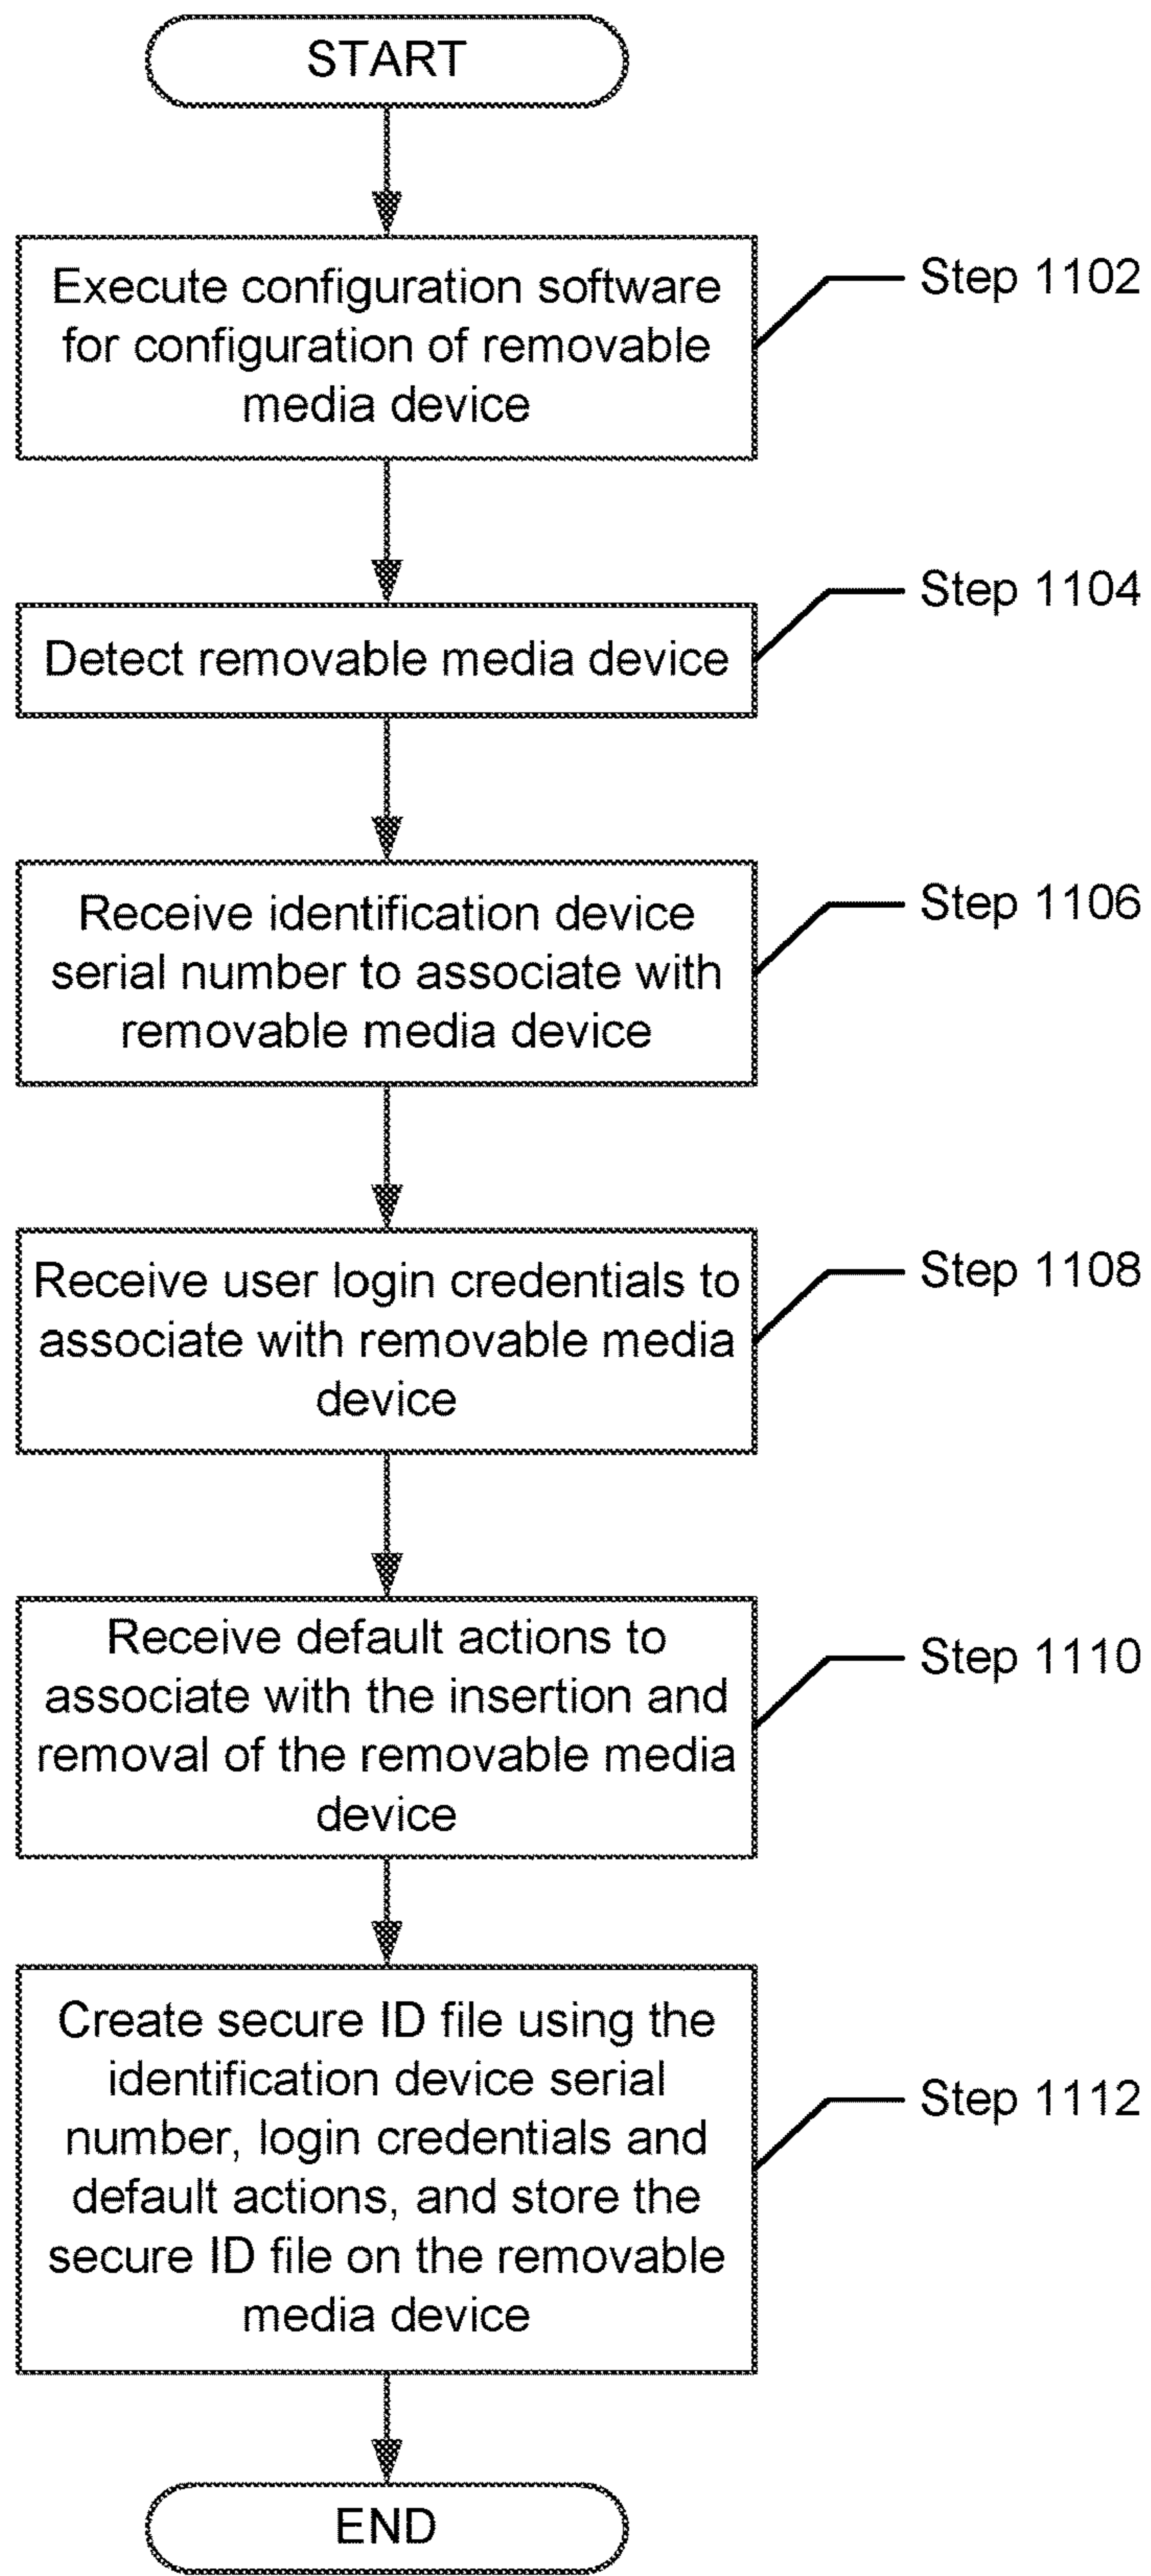 START
Execute configuration software
for configuration of removable
media device
Step 1102
Detect removable media device
Step 1104
Receive identification device
serial number to associate with
removable media device
Step 1106
Receive user login credentials to
associate with removable media
device
Step 1108
Receive default actions to
associate with the insertion and
removal of the removable media
device
Step 1110
Create secure ID file using the
identification device serial
number, login credentials and
default actions, and store the
secure ID file on the removable
media device
Step 1112
END